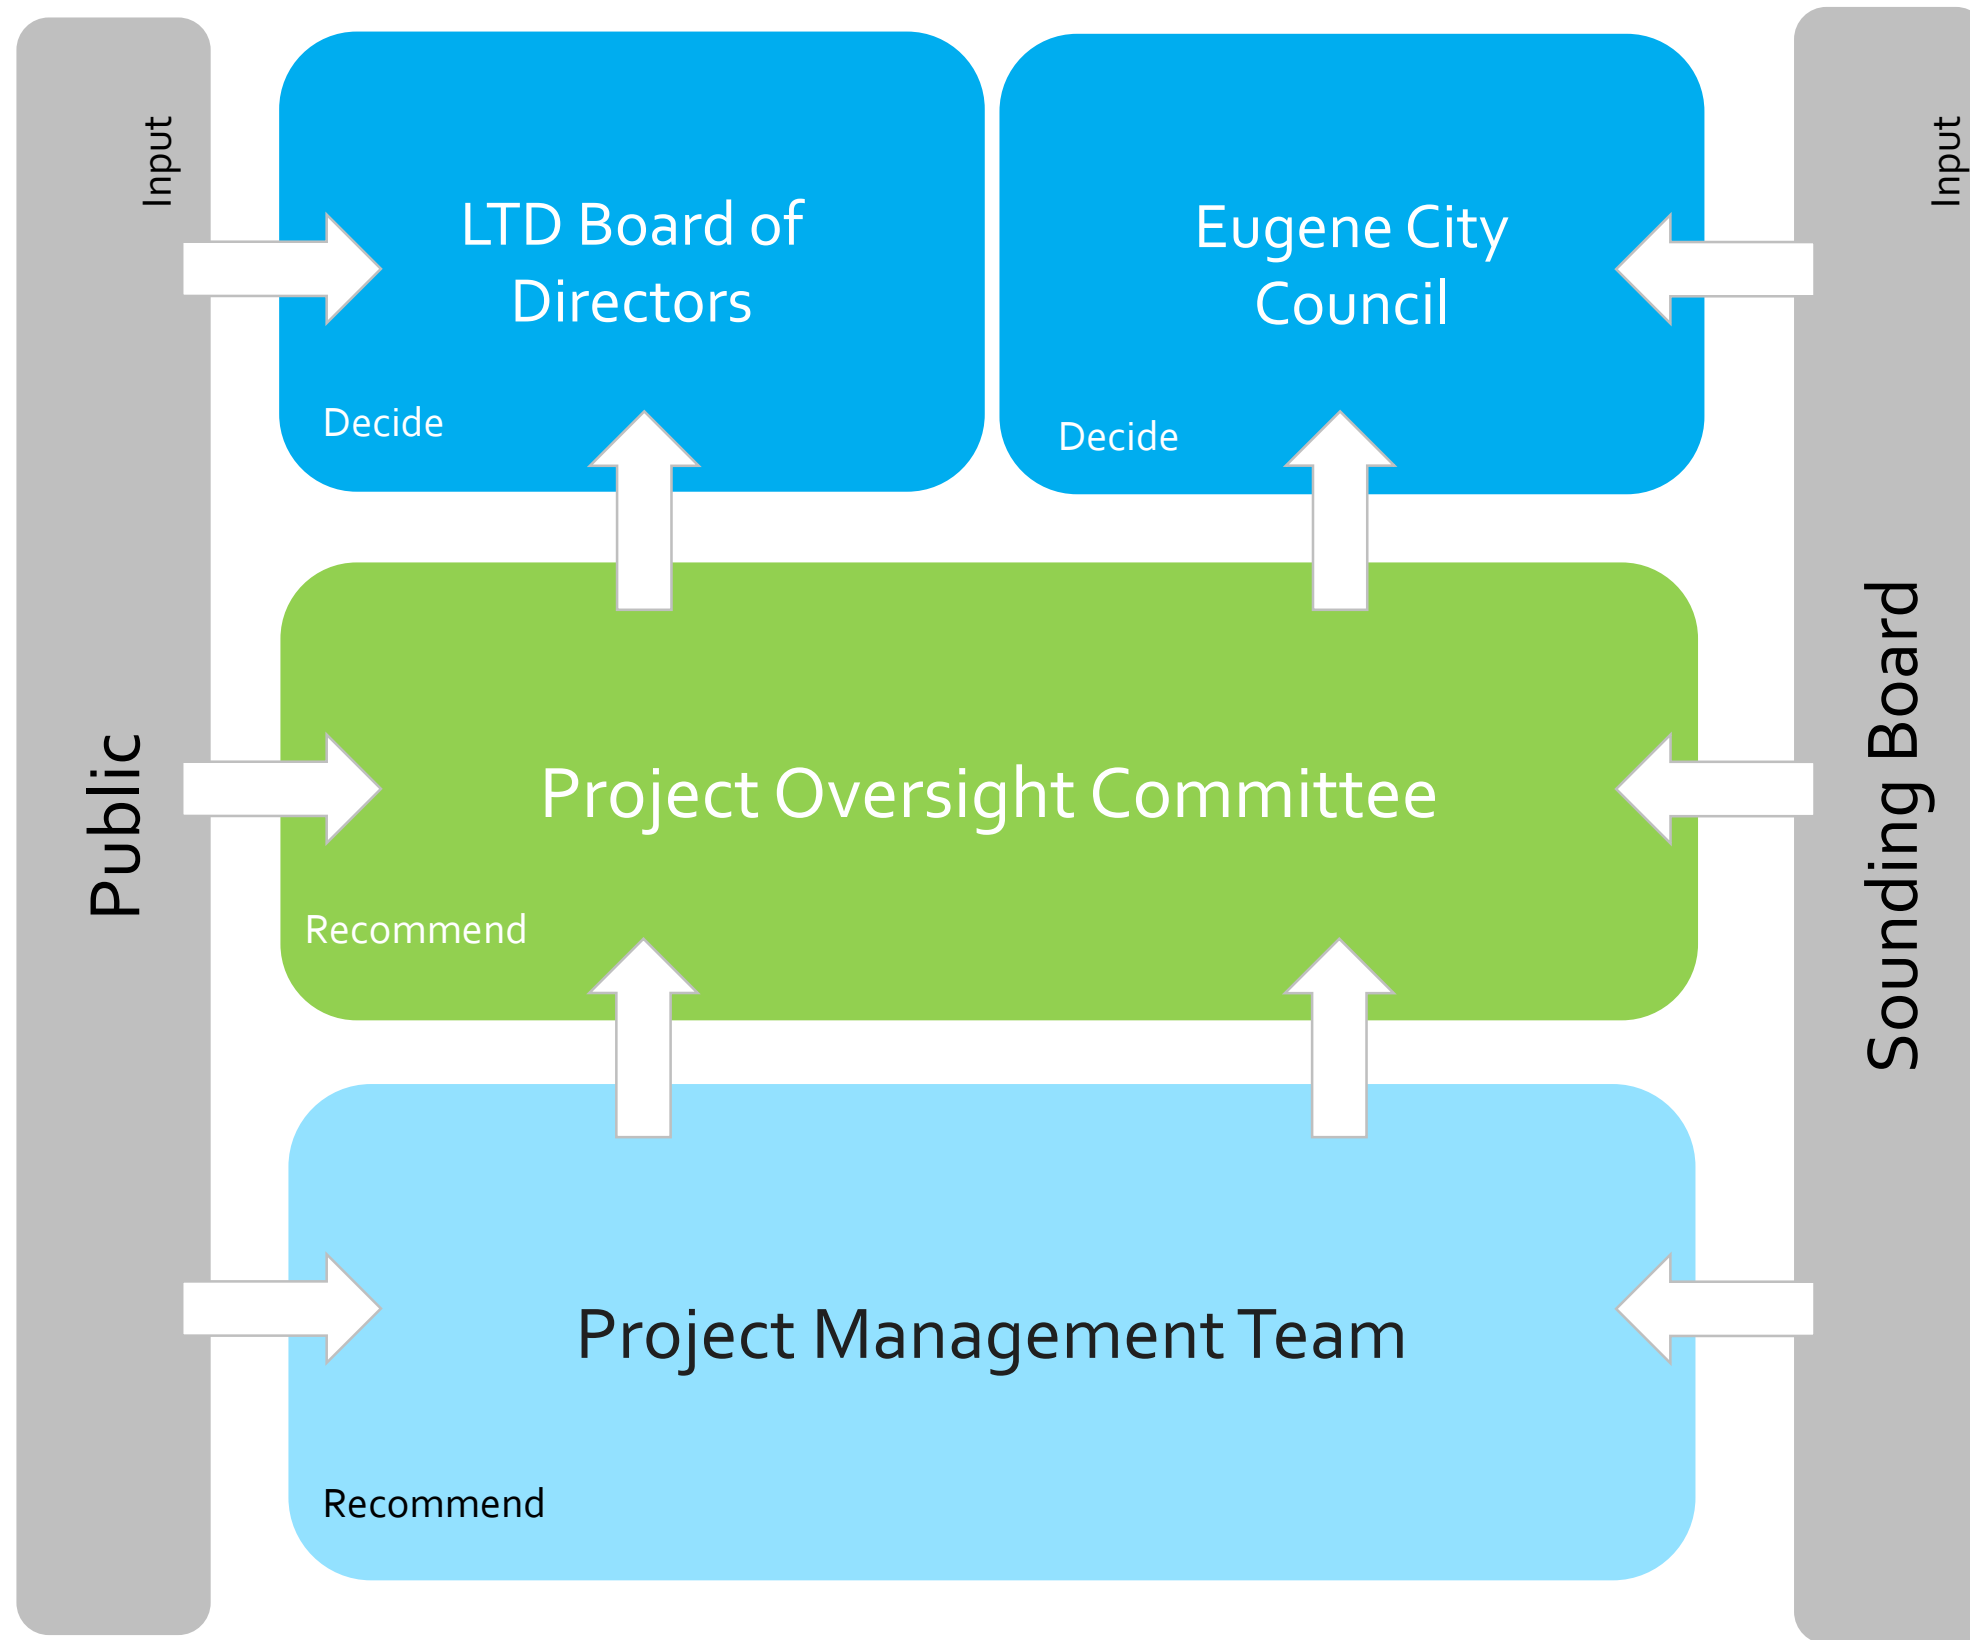 Input
Public
LTD Board of
Directors
Decide
Eugene City
Council
Decide
Project Oversight Committee
Recommend
Project Management Team
Recommend
Input
Sounding Board